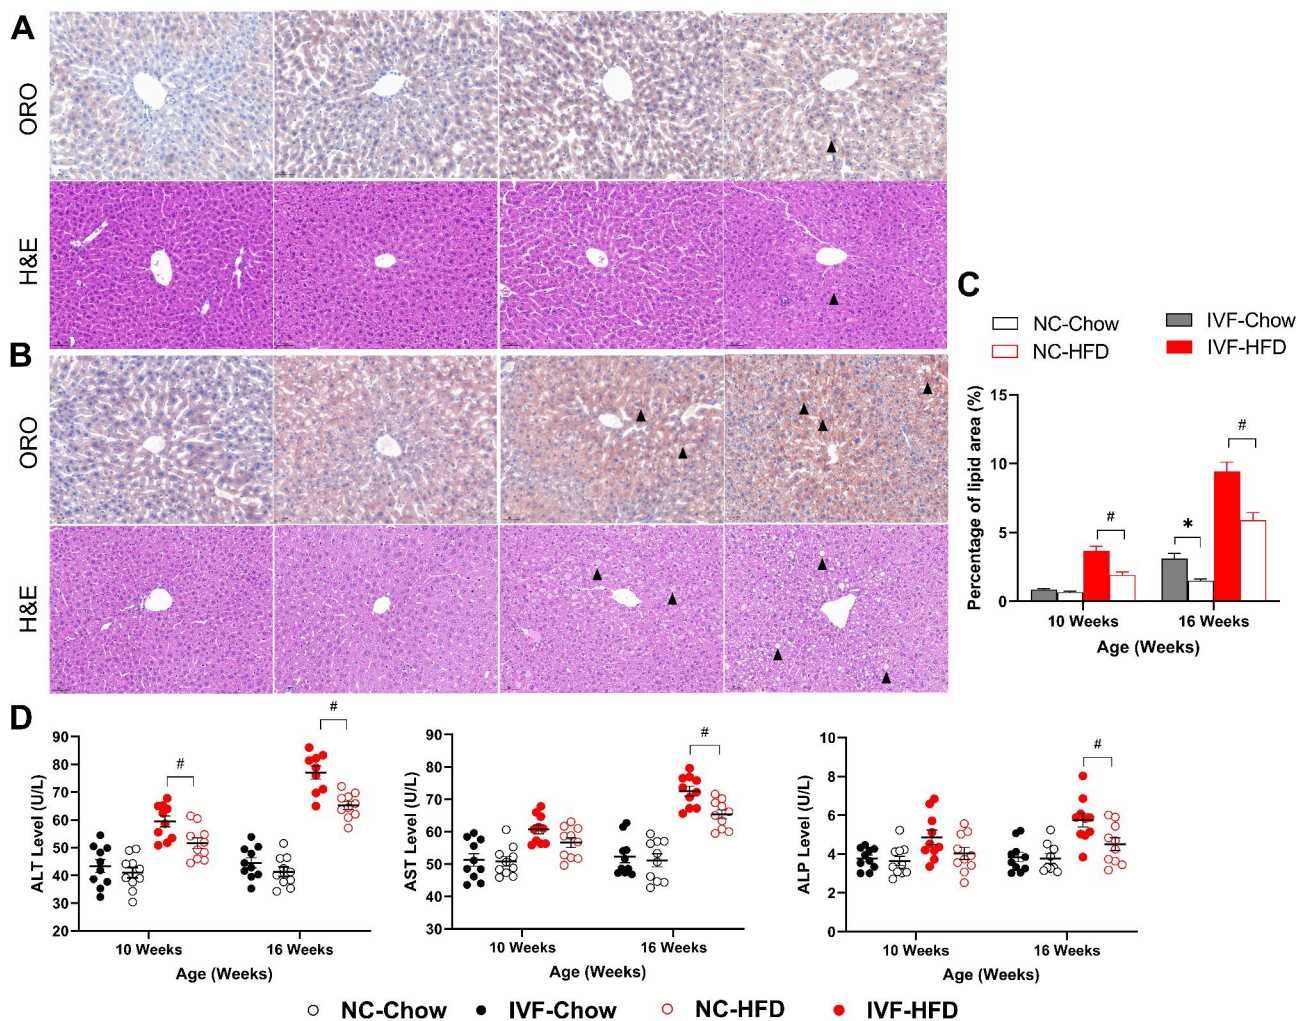 A
ORO
H&E
B
ORO
H&E
C
NC-Chow
IVF-Chow
NC-HFD
IVF-HFD
Percentage of lipid area (%)
15
10
5
0
#
*
#
10 Weeks
16 Weeks
Age (Weeks)
D
ALT Level (U/L)
90
80
70
60
50
40
30
20
#
#
10 Weeks
16 Weeks
Age (Weeks)
AST Level (U/L)
90
70
60
50
40
30
#
10 Weeks
16 Weeks
Age (Weeks)
ALP Level (U/L)
10
8
6
4
2
0
#
10 Weeks
16 Weeks
Age (Weeks)
NC-Chow
IVF-Chow
NC-HFD
IVF-HFD